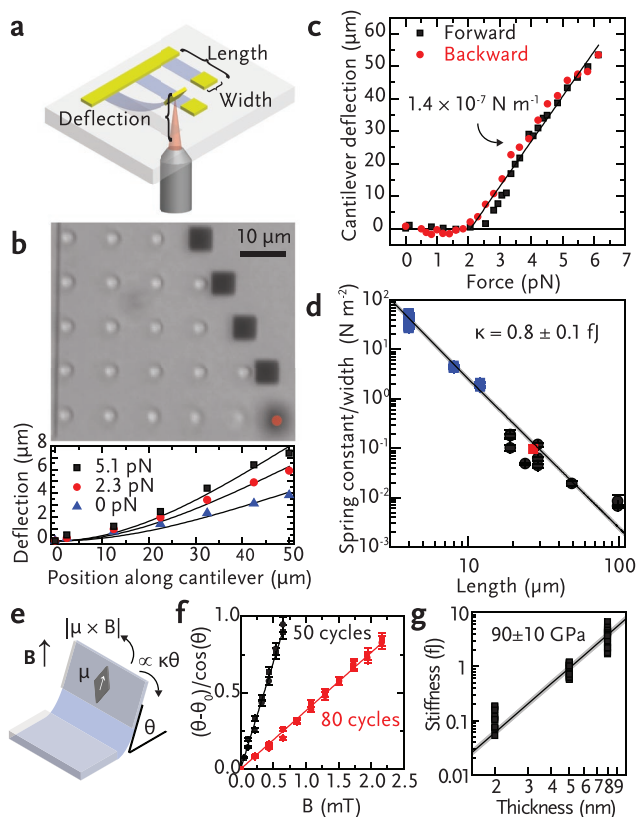 a
Length
Width
Deflection
b
10 µm
Deflection (µm)
8
6
4
2
0
5.1 pN
2.3 pN
0 pN
0 10 20 30 40 50
Position along cantilever (µm)
c
Cantilever deflection (µm)
60
50
40
30
20
10
0
Forward
Backward
1.4 × 10⁻⁷ N m⁻¹
0 1 2 3 4 5 6 7
Force (pN)
d
Spring constant/width (N m⁻²)
10²
10¹
10⁰
10⁻¹
10⁻²
10⁻³
κ = 0.8 ± 0.1 fJ
10 100
Length (µm)
e
|µ × B|
B
µ
∝ κθ
θ
f
(θ-θ₀)/cos(θ)
1.0
0.5
0.0
50 cycles
80 cycles
0.0 0.5 1.0 1.5 2.0 2.5
B (mT)
g
Stiffness (fJ)
10
1
0.1
0.01
90±10 GPa
2 3 4 5 6 7 8 9
Thickness (nm)